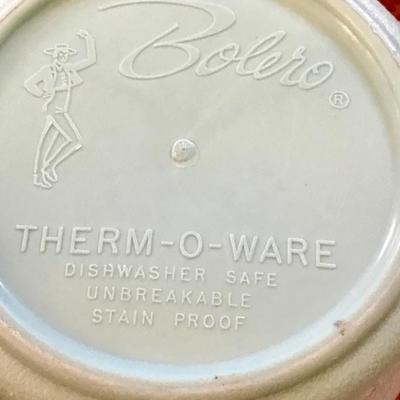 Bolero ®
THERM-O-WARE
DISHWASHER SAFE
UNBREAKABLE
STAIN PROOF